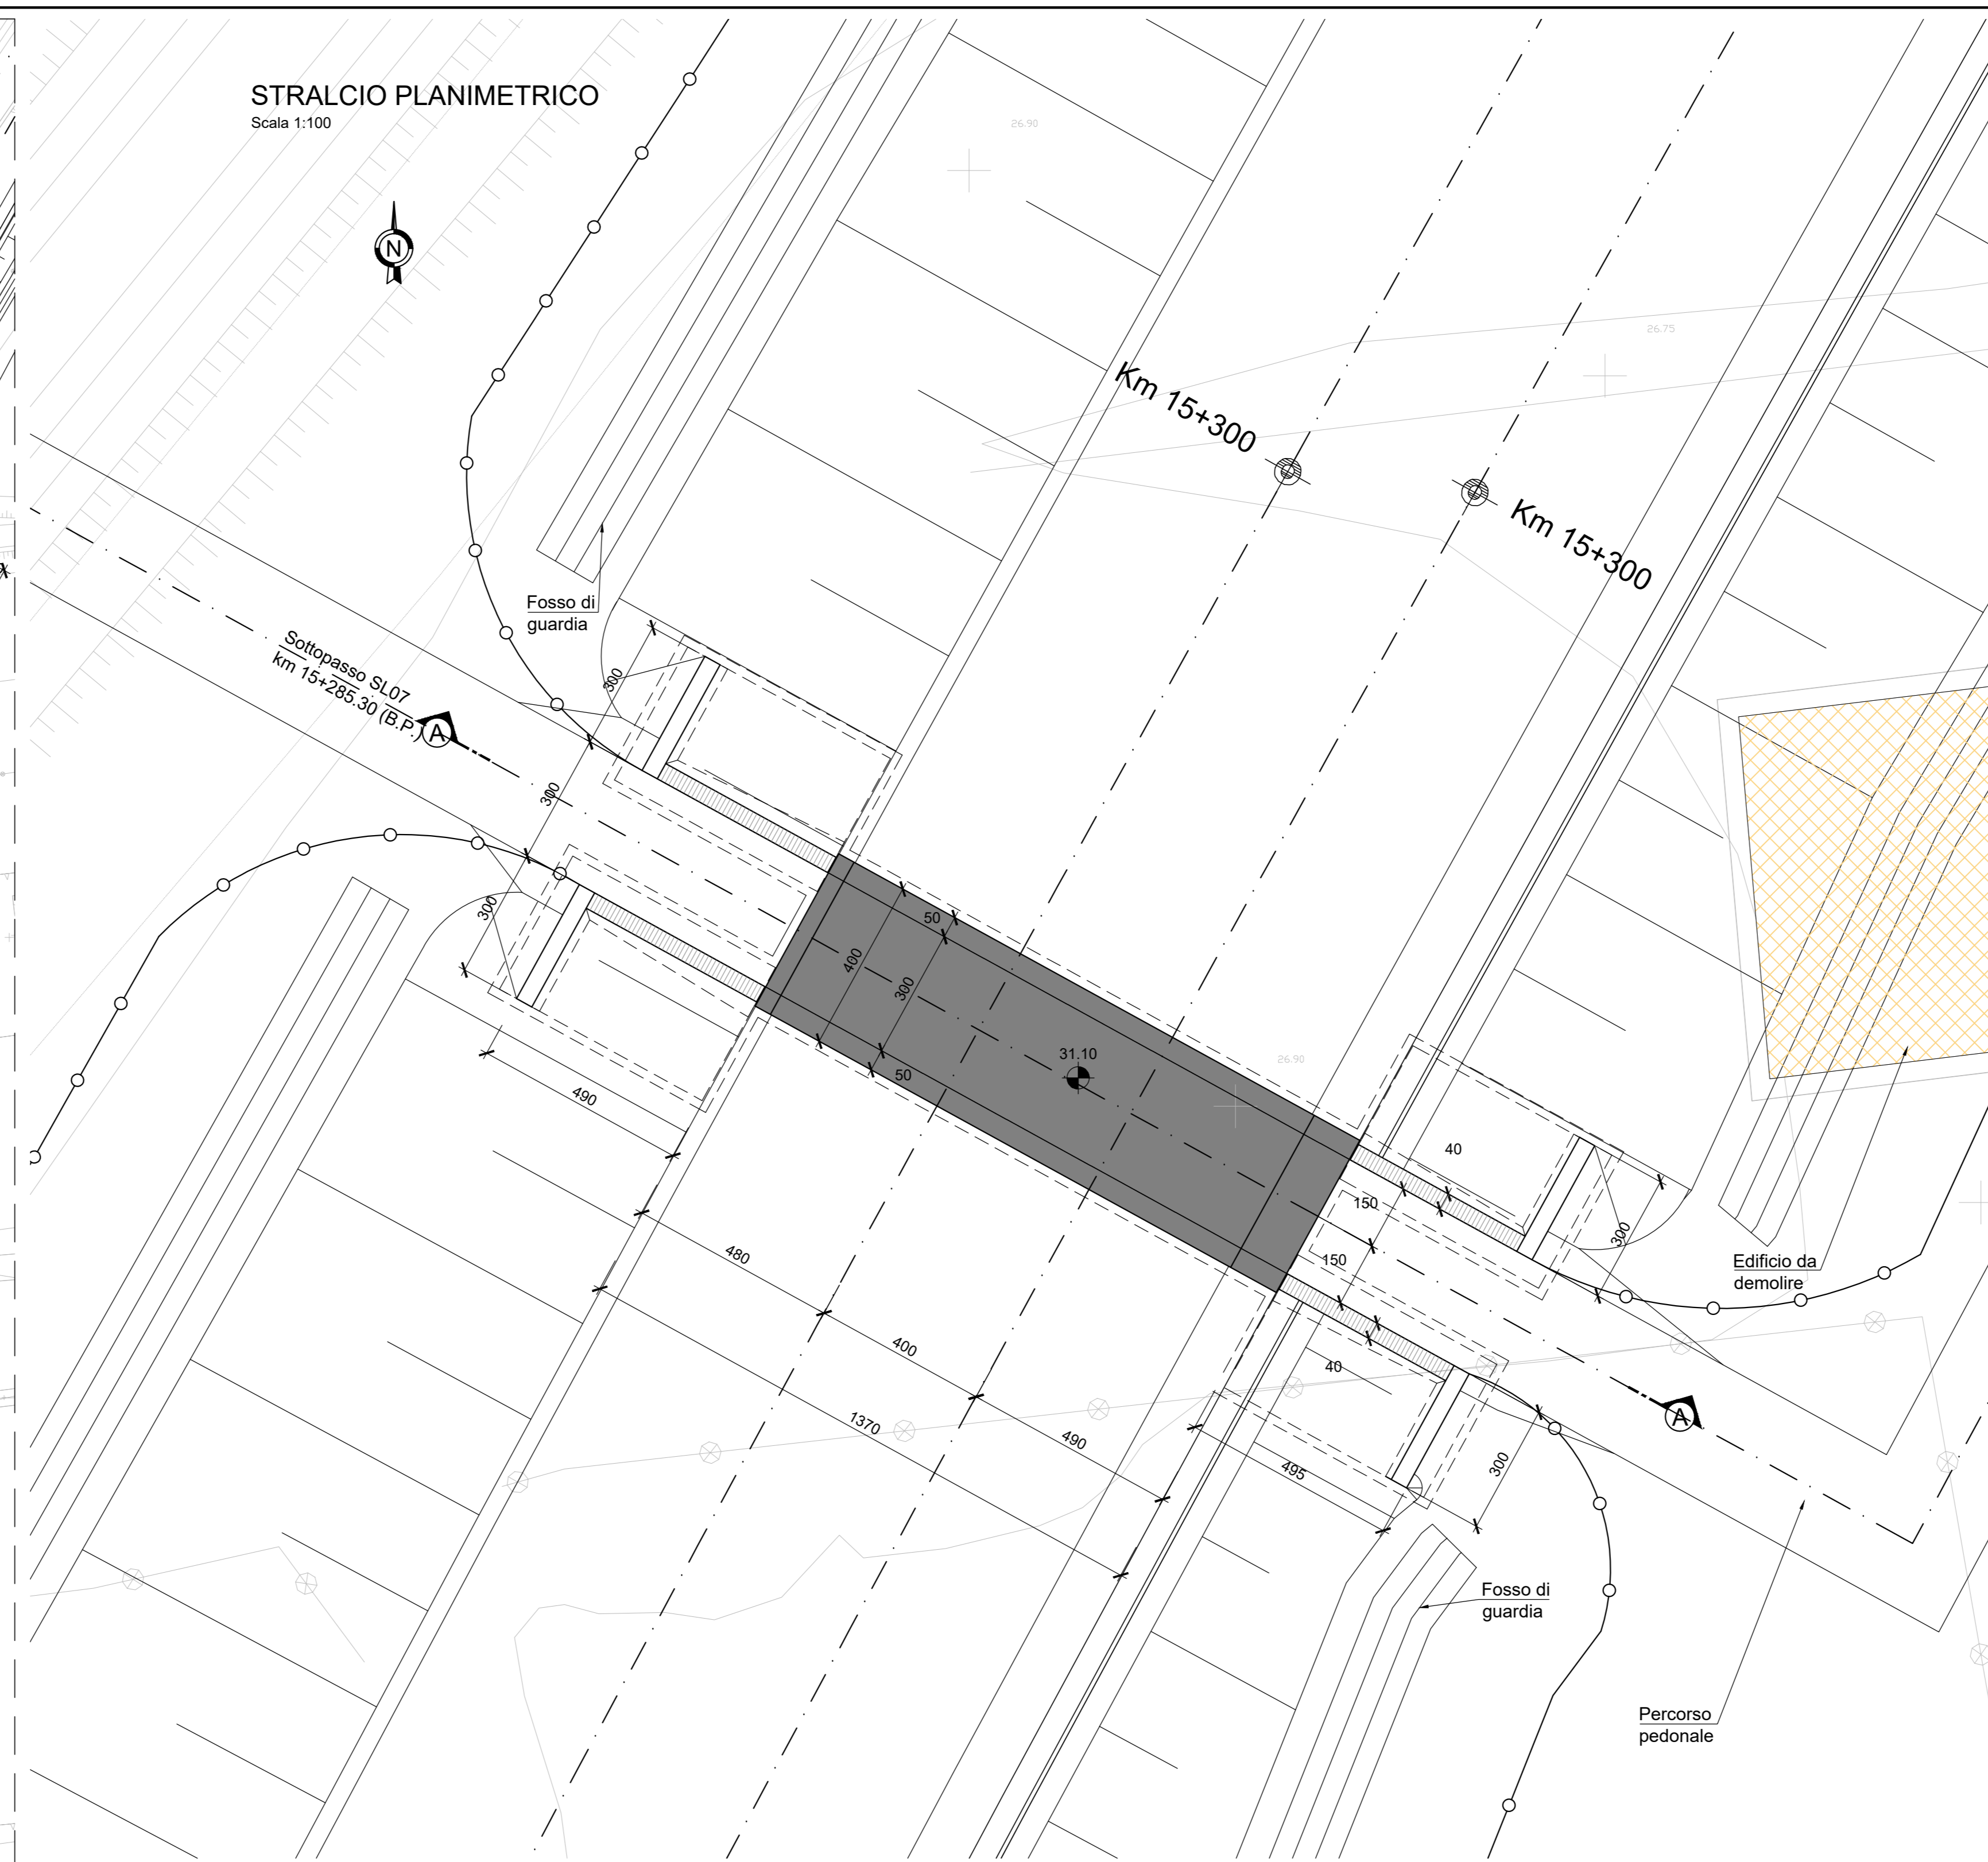 STRALCIO PLANIMETRICO
Scala 1:100
26.90
N
26.75
Km 15+300
Km 15+300
Fosso di
guardia
Sottopasso SL07
km 15+285.30 (B.P.)
A
300
300
300
50
400
300
50
31.10
26.90
490
40
150
150
300
40
Edificio da
demolire
480
400
490
1370
495
300
A
Fosso di
guardia
Percorso
pedonale